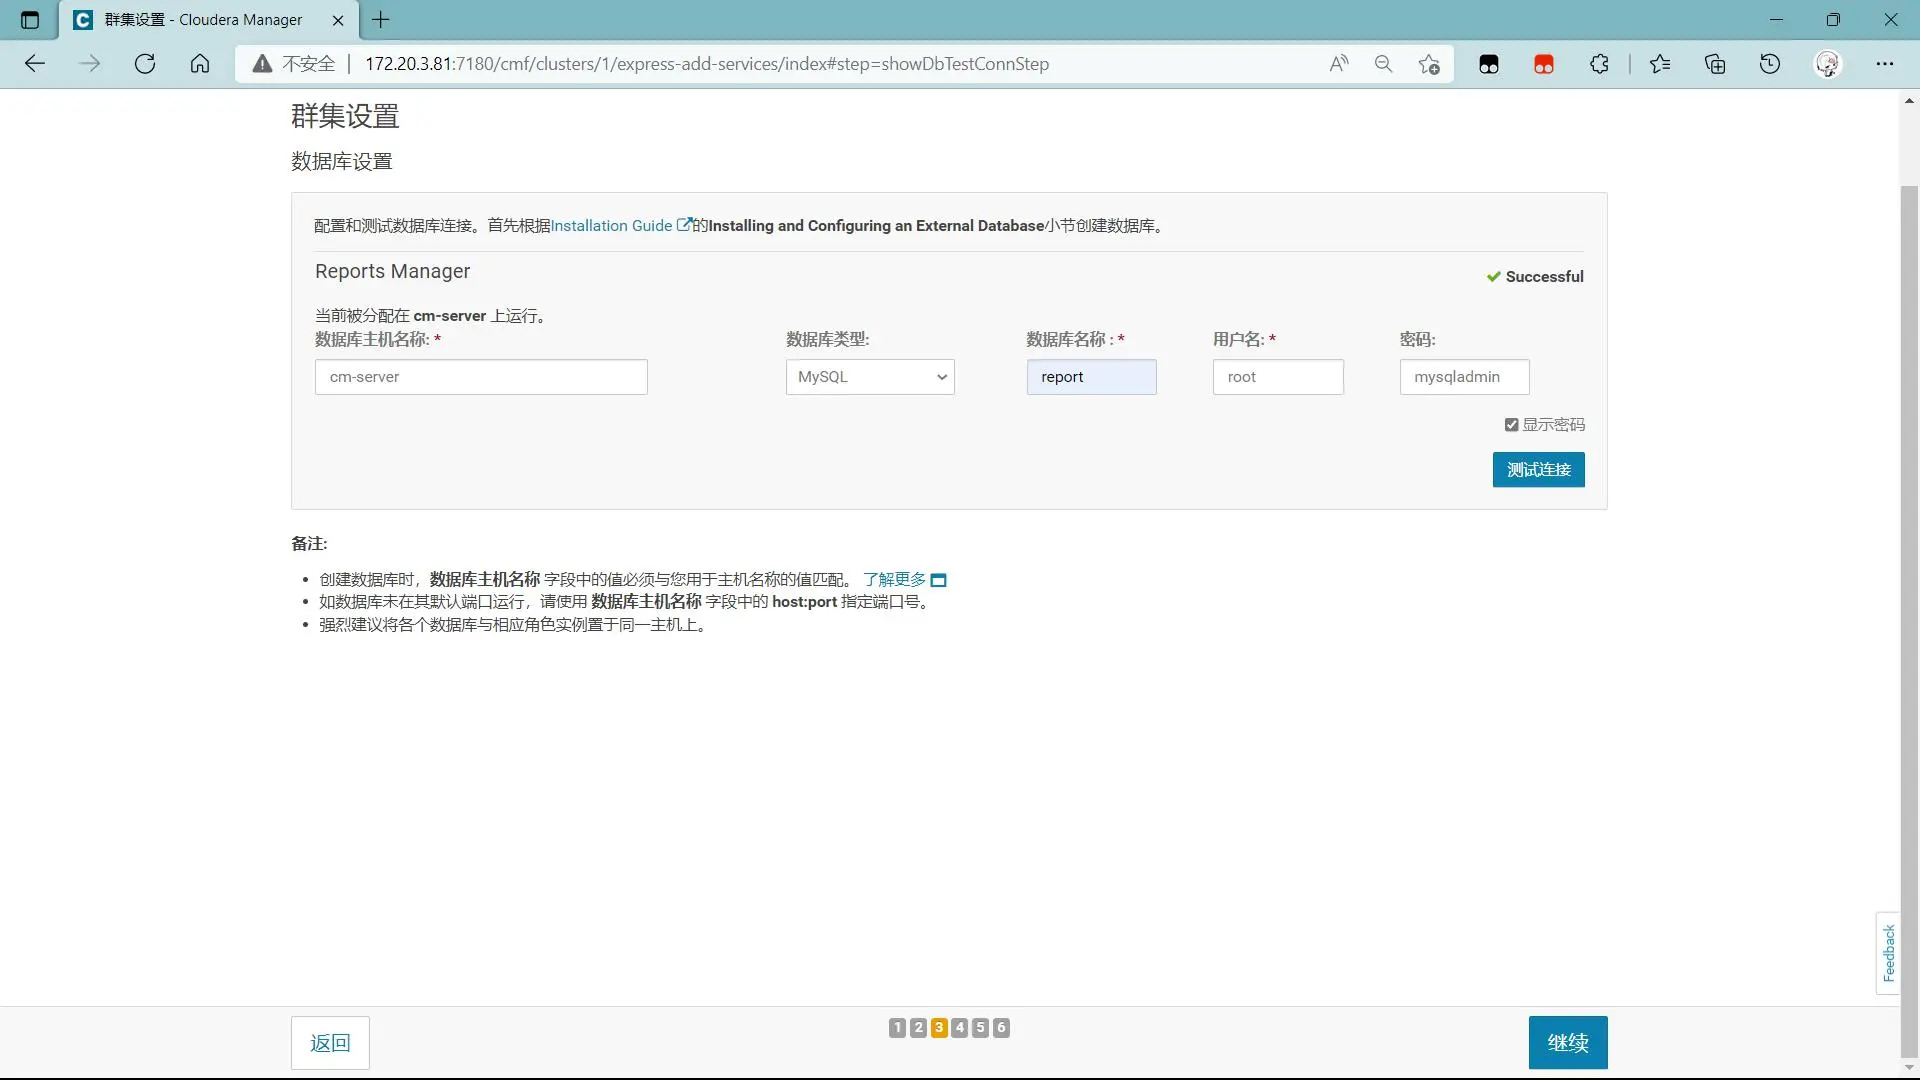 群集设置 - Cloudera Manager
不安全 | 172.20.3.81:7180/cmf/clusters/1/express-add-services/index#step=showDbTestConnStep
群集设置
数据库设置
配置和测试数据库连接。首先根据Installation Guide的Installing and Configuring an External Database小节创建数据库。
Reports Manager
Successful
当前被分配在 cm-server 上运行。
数据库主机名称: * 数据库类型: 数据库名称 : * 用户名: * 密码:
cm-server MySQL report root mysqladmin
显示密码
测试连接
备注:
• 创建数据库时，数据库主机名称 字段中的值必须与您用于主机名称的值匹配。 了解更多
• 如数据库未在其默认端口运行，请使用 数据库主机名称 字段中的 host:port 指定端口号。
• 强烈建议将各个数据库与相应角色实例置于同一主机上。
Feedback
返回 1 2 3 4 5 6 继续